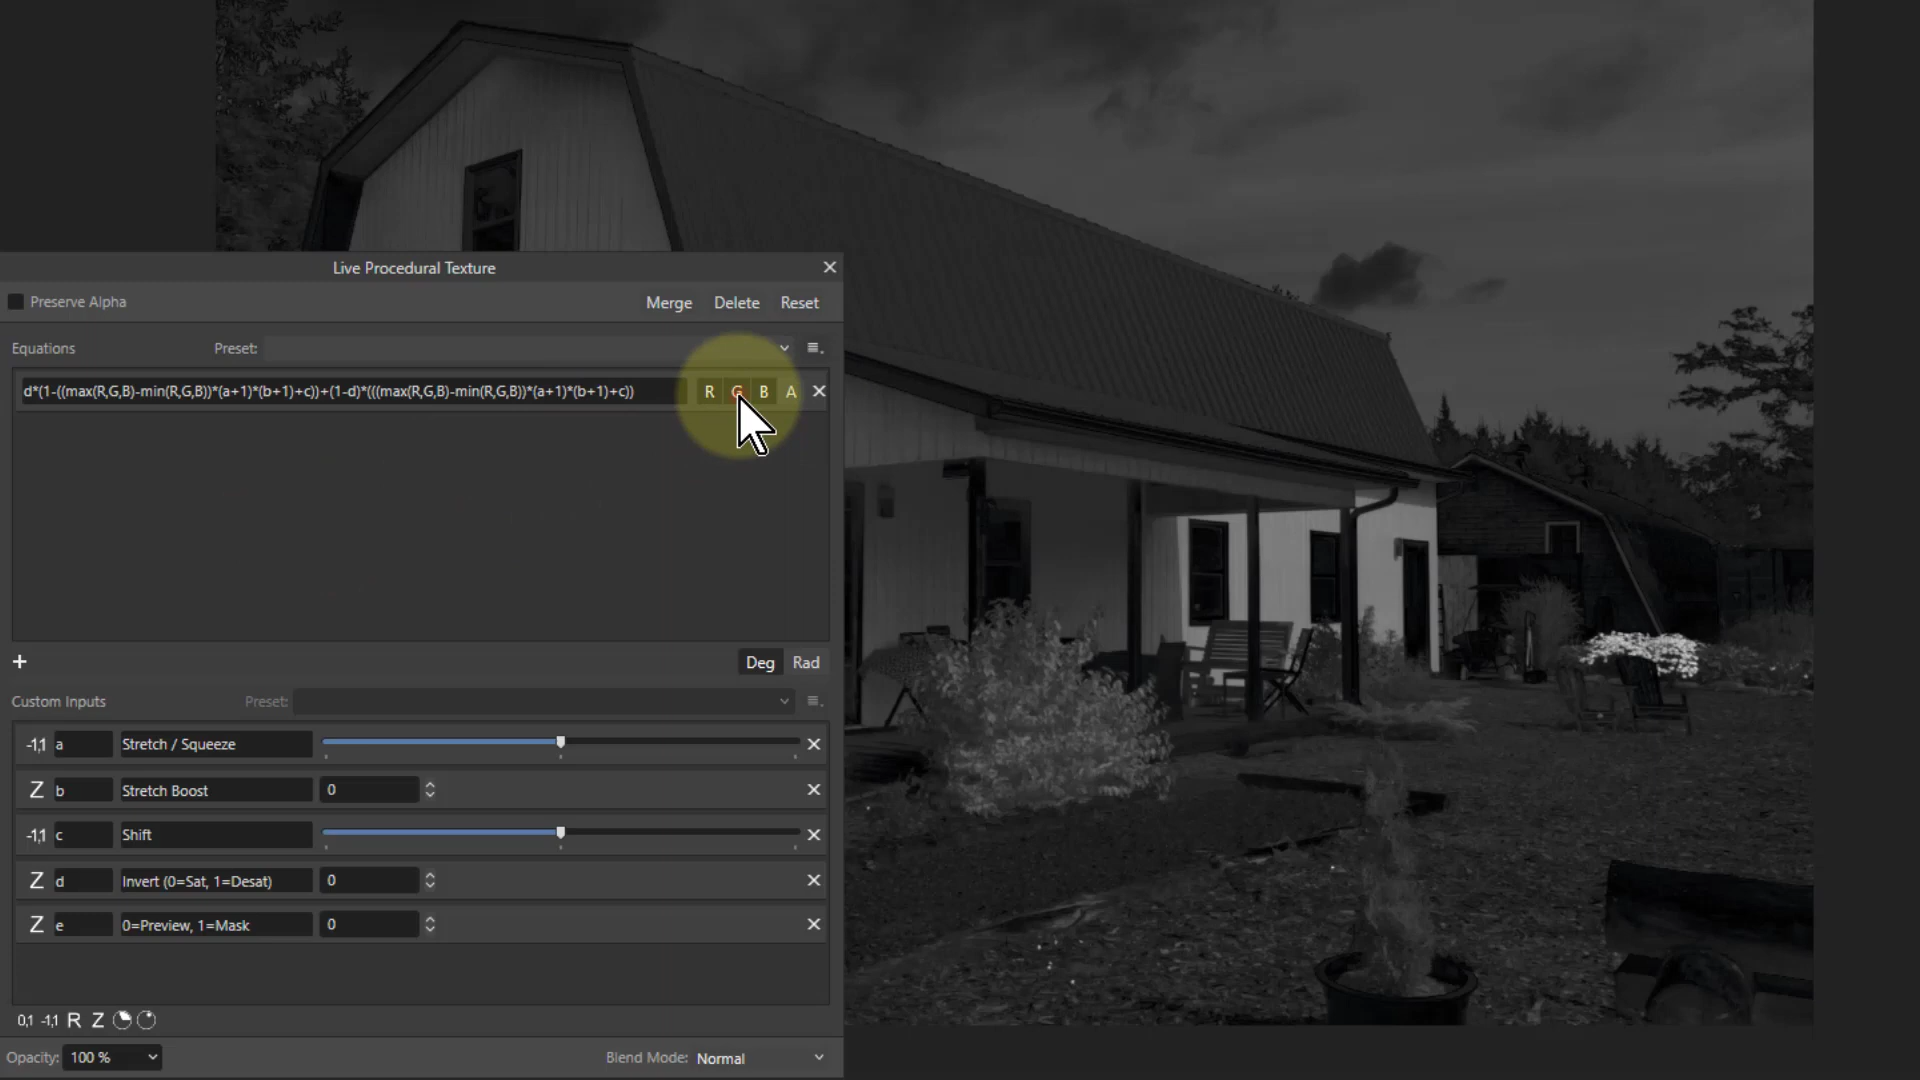 Live Procedural Texture
Preserve Alpha
Merge Delete Reset
Equations Preset:
d*(1-((max(R,G,B)-min(R,G,B))*(a+1)*(b+1)+c))+(1-d)*(((max(R,G,B)-min(R,G,B))*(a+1)*(b+1)+c)) R G B A
Deg Rad
Custom Inputs Preset:
-1,1 a Stretch / Squeeze
Z b Stretch Boost 0
-1,1 c Shift
Z d Invert (0=Sat, 1=Desat) 0
Z e 0=Preview, 1=Mask 0
0,1 -1,1 R Z
Opacity: 100 % Blend Mode: Normal